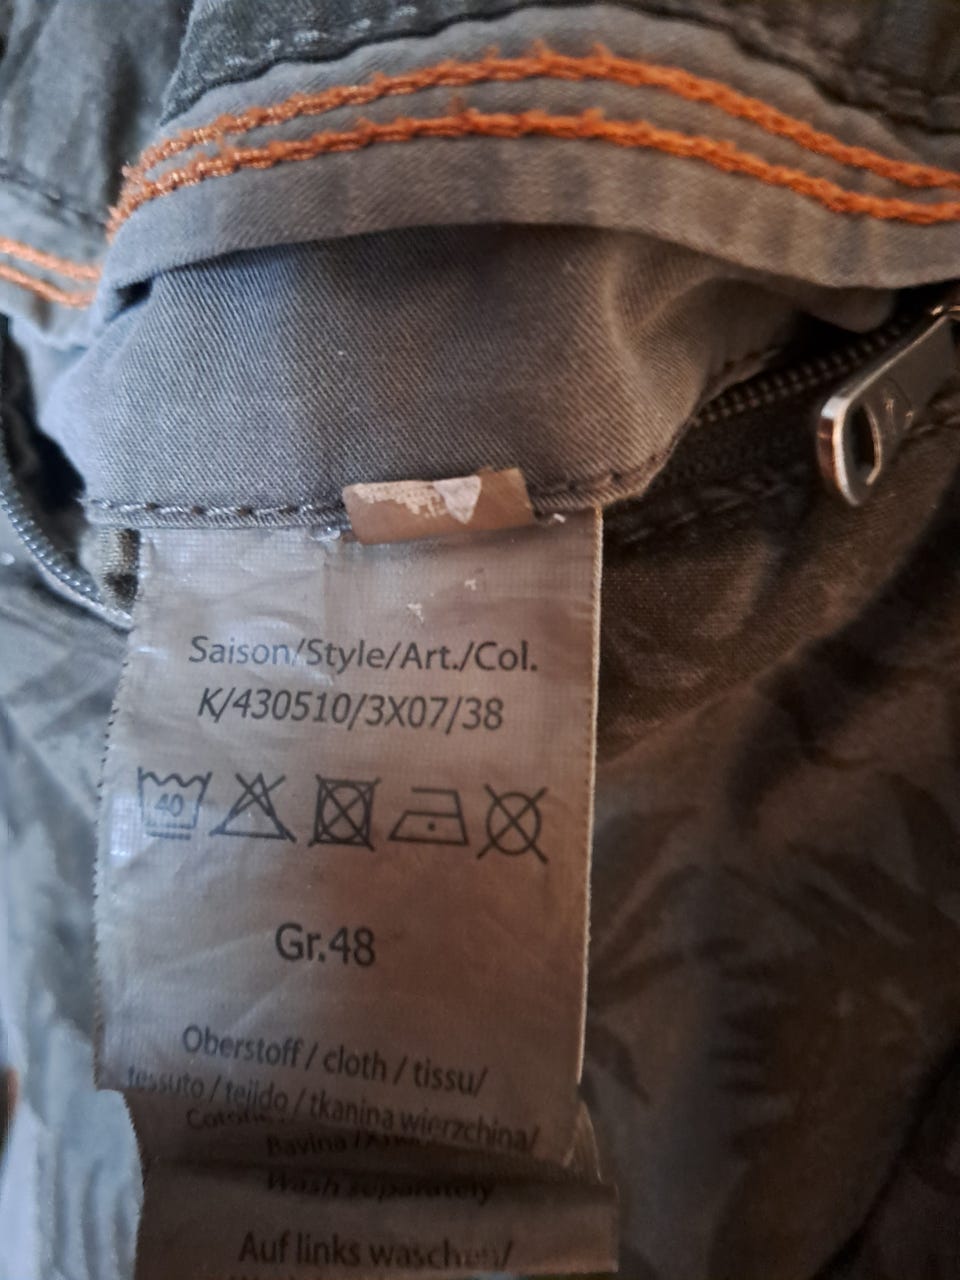 Saison/Style/Art./Col.
K/430510/3X07/38
40
Gr.48
Oberstoff / cloth / tissu/
tessuto / tejido / tkanina wierzchina/
Bavlna /
Wash separately
Auf links waschen/